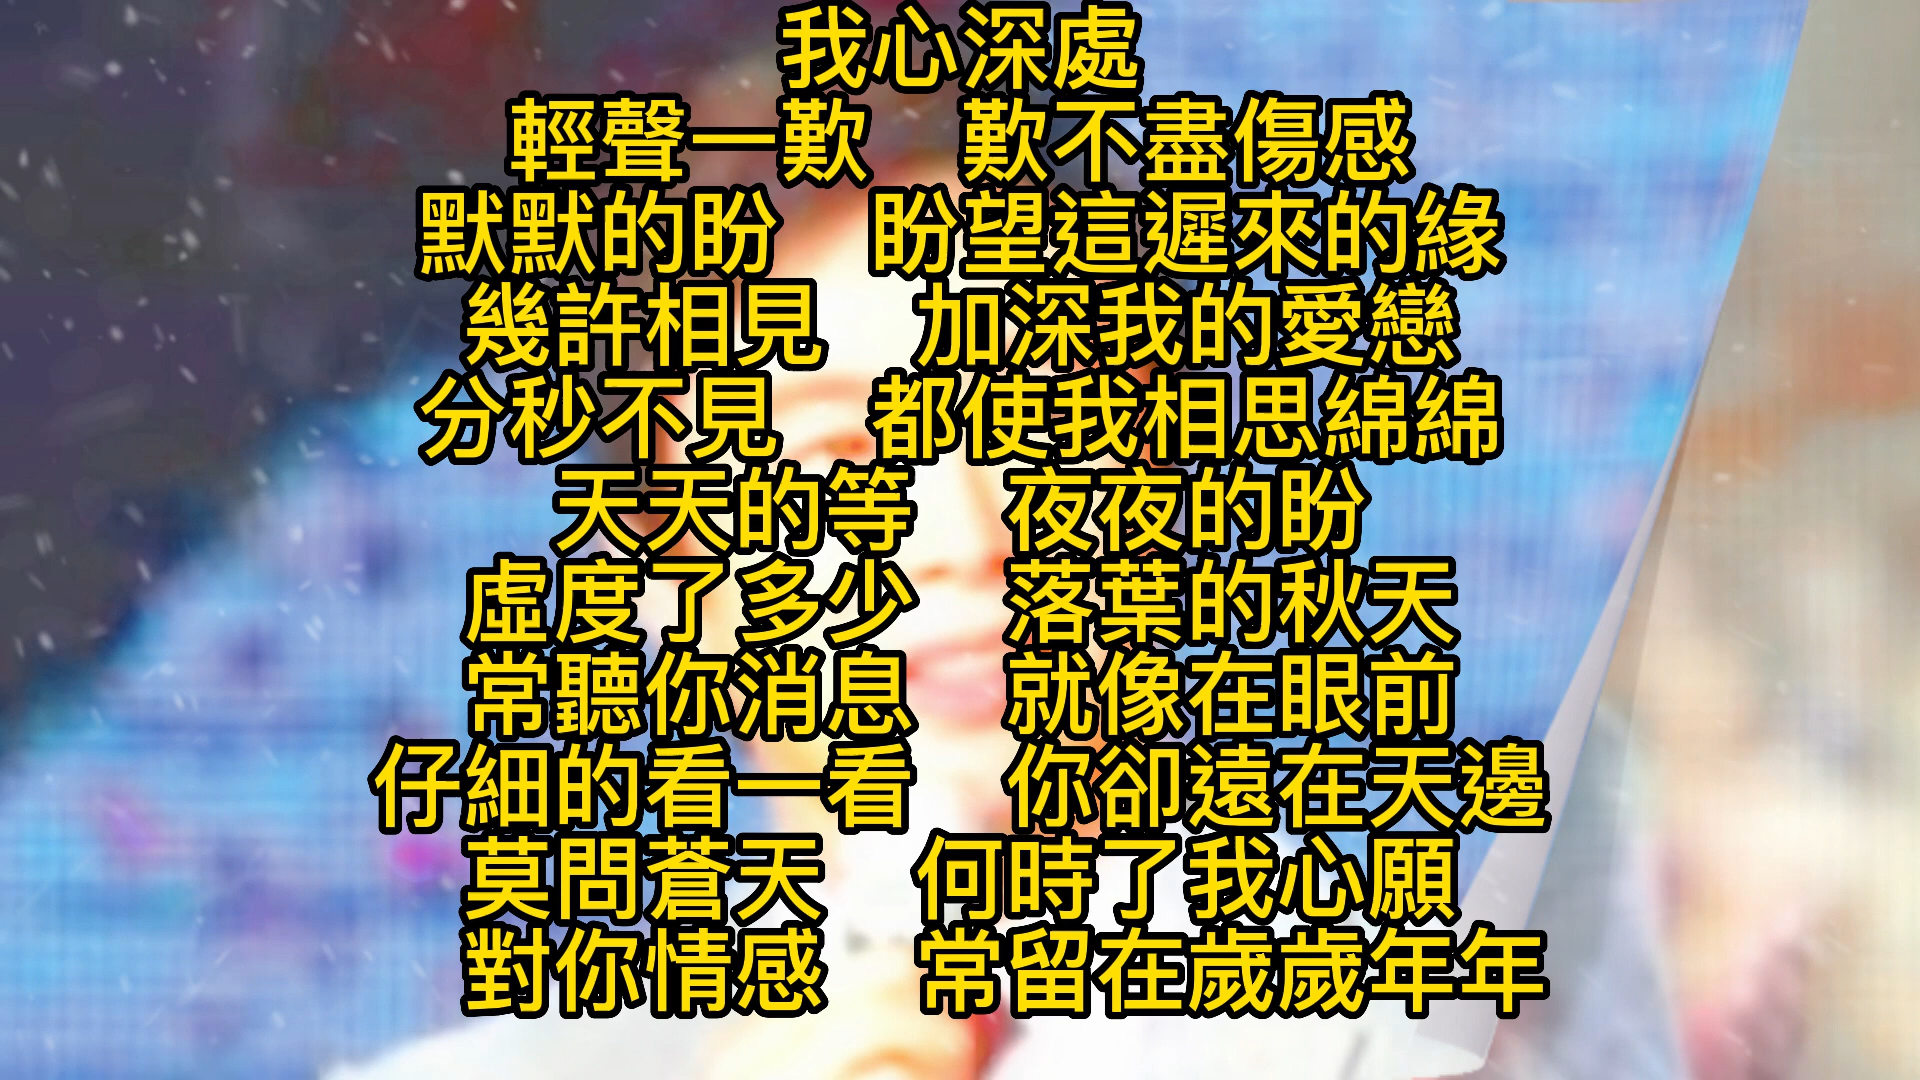 我心深處
輕聲一歎　歎不盡傷感
默默的盼　盼望這遲來的緣
幾許相見　加深我的愛戀
分秒不見　都使我相思綿綿
天天的等　夜夜的盼
虛度了多少　落葉的秋天
常聽你消息　就像在眼前
仔細的看一看　你卻遠在天邊
莫問蒼天　何時了我心願
對你情感　常留在歲歲年年